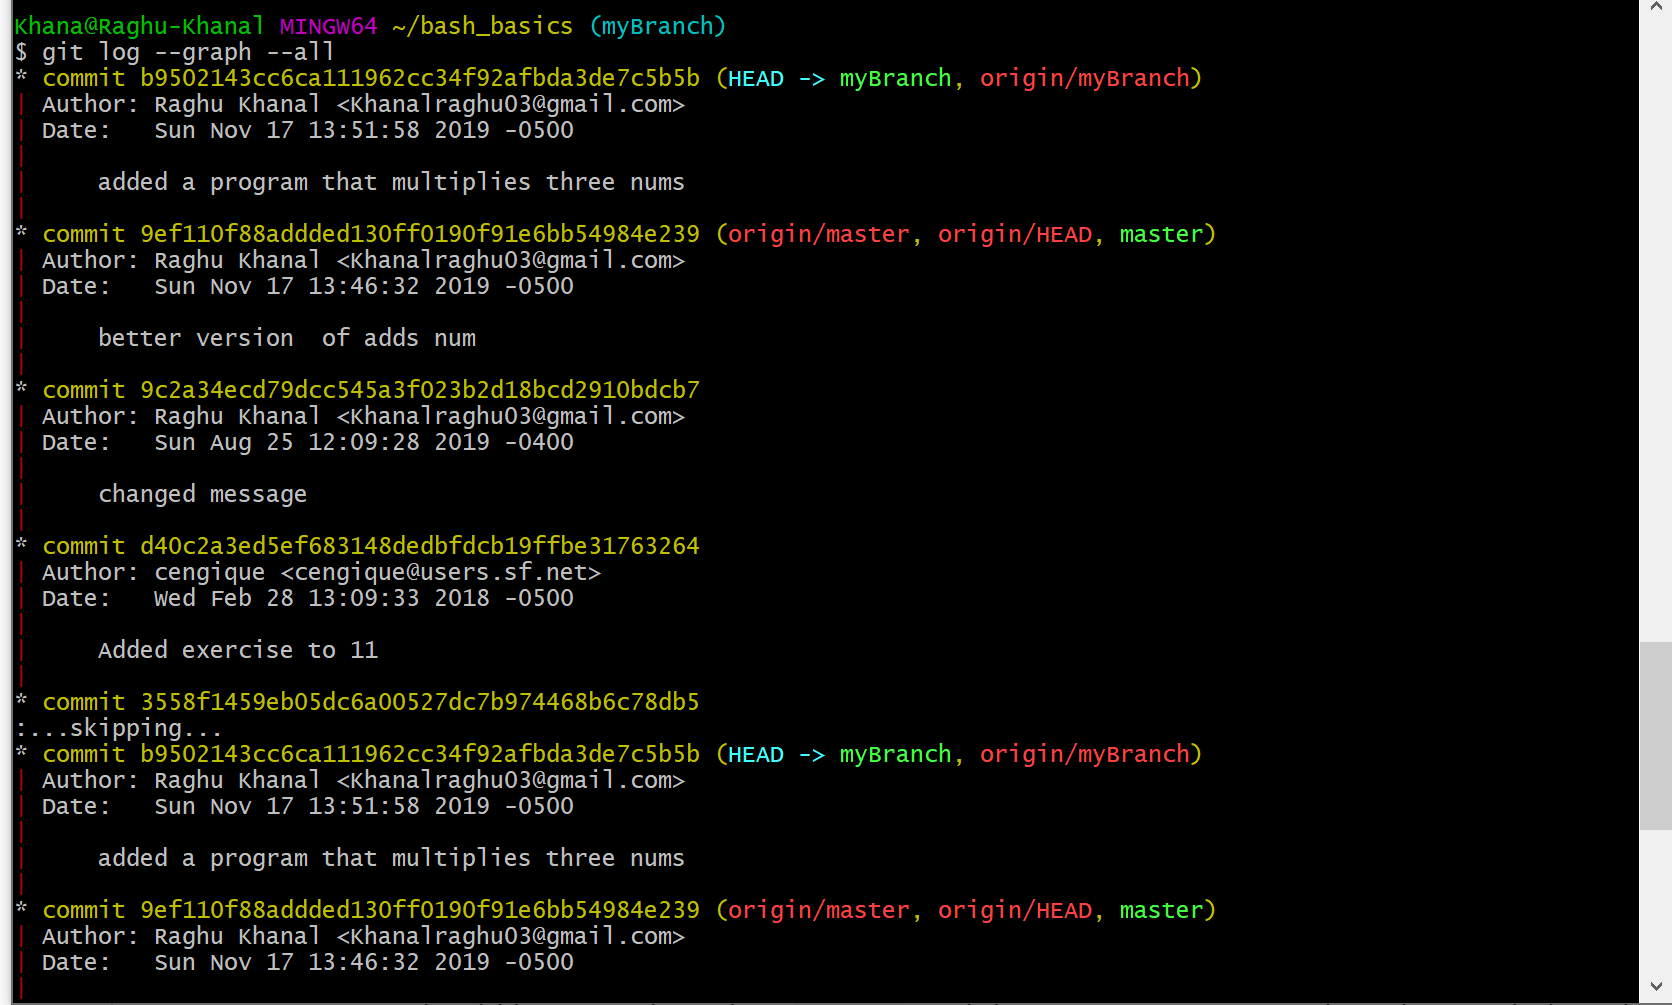 Khana@Raghu-Khanal MINGW64 ~/bash_basics (myBranch)
$ git log --graph --all
* commit b9502143cc6ca111962cc34f92afbda3de7c5b5b (HEAD -> myBranch, origin/myBranch)
| Author: Raghu Khanal <Khanalraghu03@gmail.com>
| Date:   Sun Nov 17 13:51:58 2019 -0500
|
|     added a program that multiplies three nums
|
* commit 9ef110f88addded130ff0190f91e6bb54984e239 (origin/master, origin/HEAD, master)
| Author: Raghu Khanal <Khanalraghu03@gmail.com>
| Date:   Sun Nov 17 13:46:32 2019 -0500
|
|     better version  of adds num
|
* commit 9c2a34ecd79dcc545a3f023b2d18bcd2910bdcb7
| Author: Raghu Khanal <Khanalraghu03@gmail.com>
| Date:   Sun Aug 25 12:09:28 2019 -0400
|
|     changed message
|
* commit d40c2a3ed5ef683148dedbfdcb19ffbe31763264
| Author: cengique <cengique@users.sf.net>
| Date:   Wed Feb 28 13:09:33 2018 -0500
|
|     Added exercise to 11
|
* commit 3558f1459eb05dc6a00527dc7b974468b6c78db5
:...skipping...
* commit b9502143cc6ca111962cc34f92afbda3de7c5b5b (HEAD -> myBranch, origin/myBranch)
| Author: Raghu Khanal <Khanalraghu03@gmail.com>
| Date:   Sun Nov 17 13:51:58 2019 -0500
|
|     added a program that multiplies three nums
|
* commit 9ef110f88addded130ff0190f91e6bb54984e239 (origin/master, origin/HEAD, master)
| Author: Raghu Khanal <Khanalraghu03@gmail.com>
| Date:   Sun Nov 17 13:46:32 2019 -0500
|